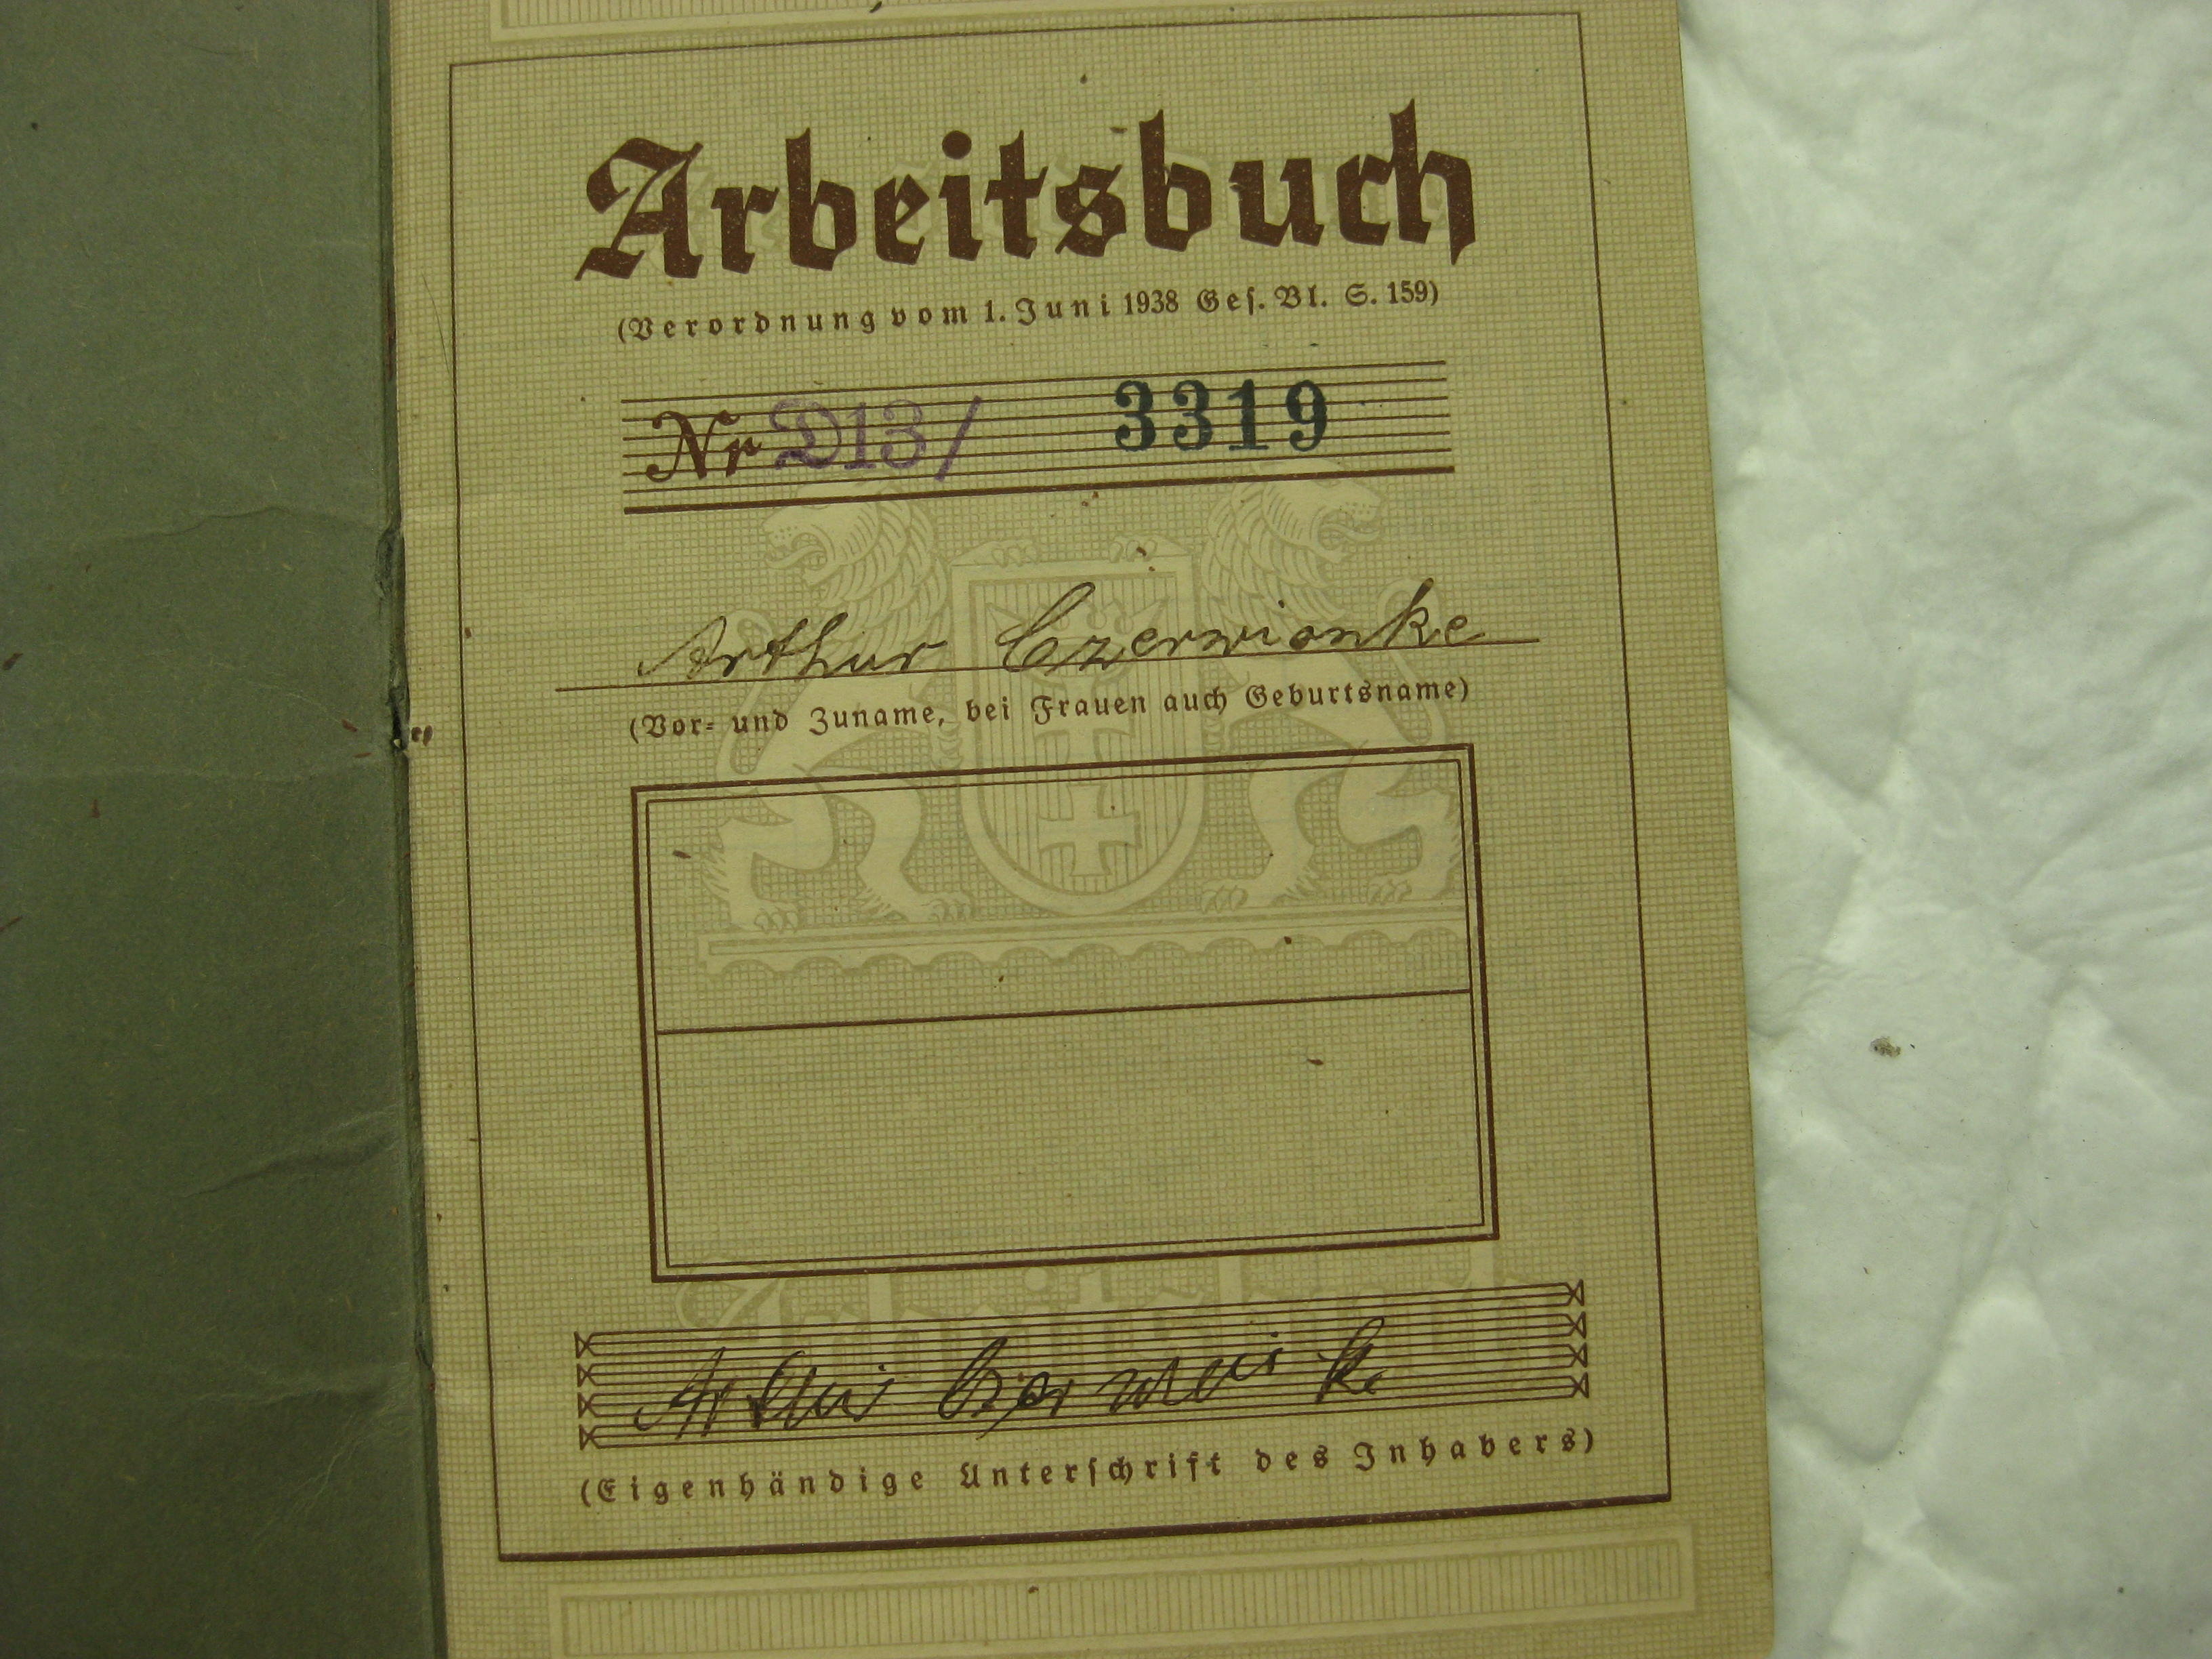 Arbeitsbuch
(Verordnung vom 1. Juni 1938 Ges. Bl. S. 159)
Nr D13/ 3319
Arthur Czerwionke
(Vor- und Zuname, bei Frauen auch Geburtsname)
(Eigenhändige Unterschrift des Inhabers)